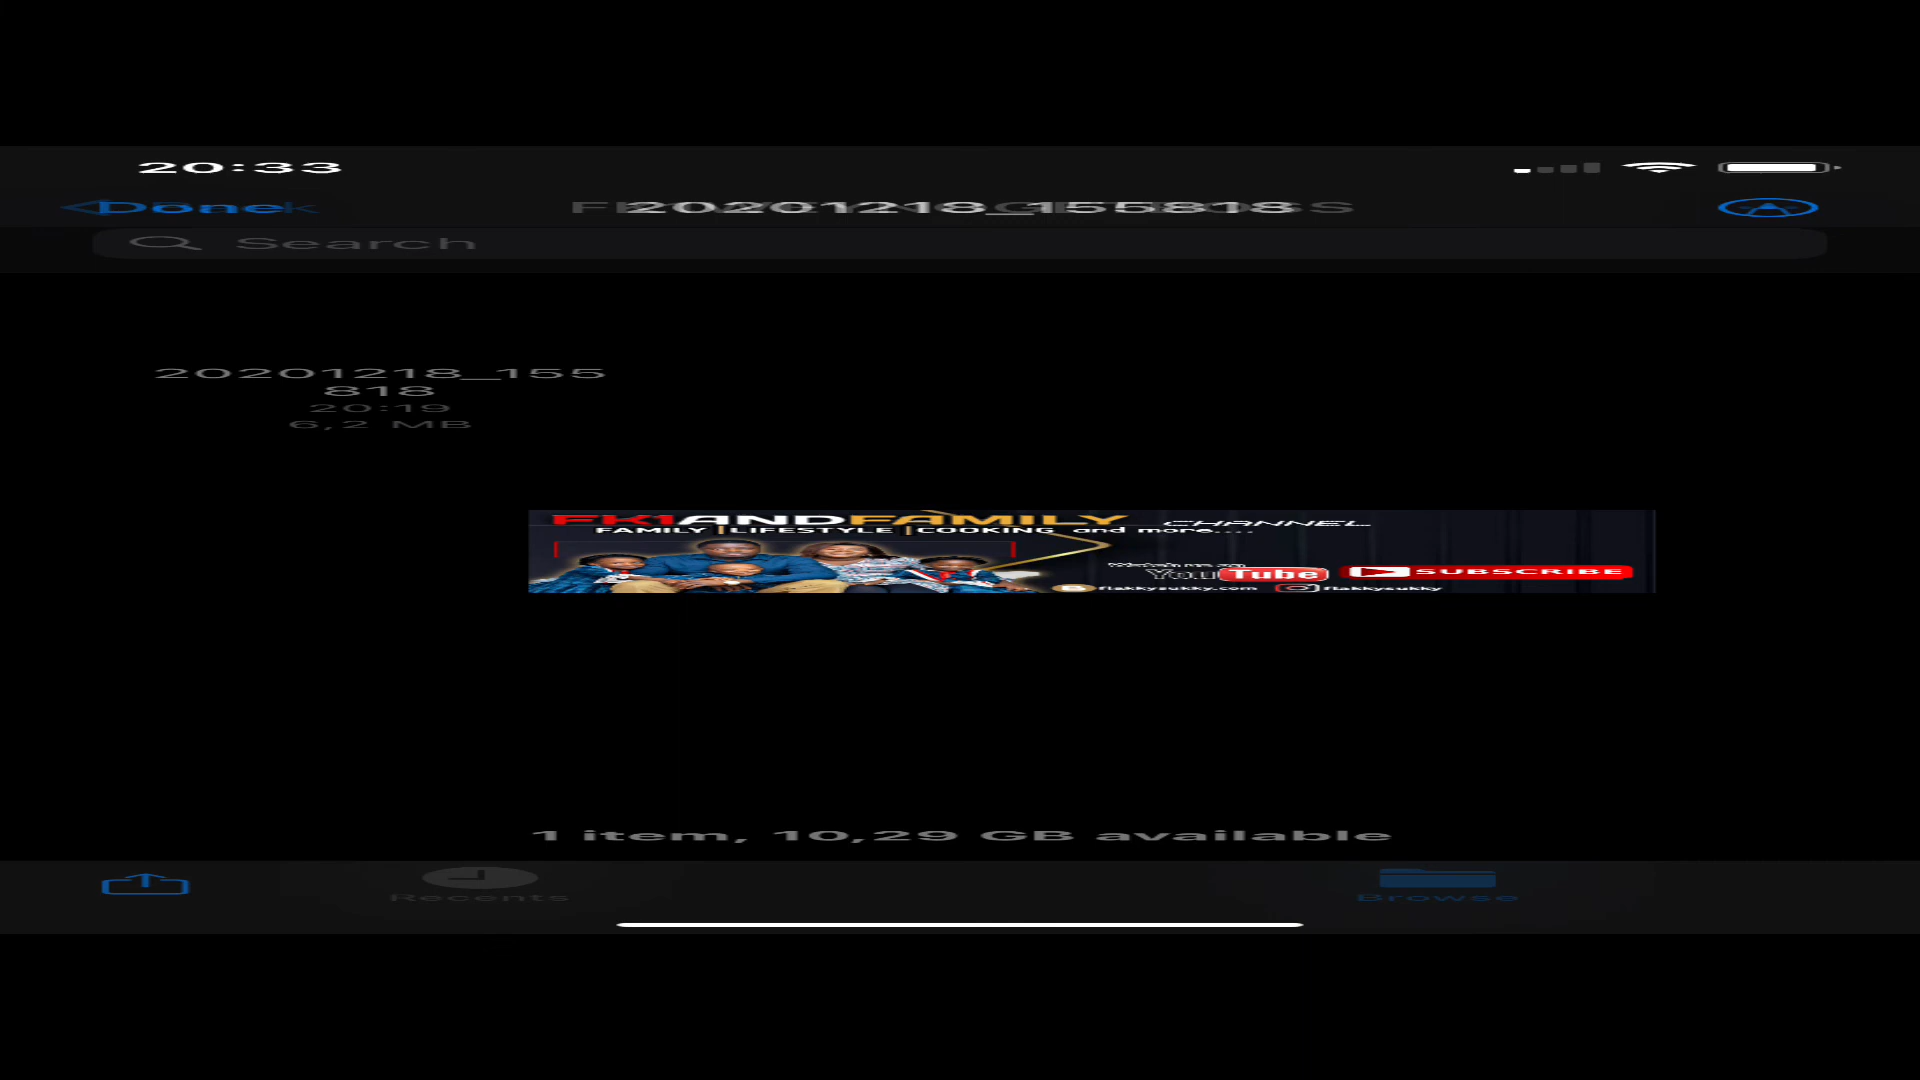 20:33
Done
20201218_155818
Search
20201218_155
818
20:19
6,2 MB
FK1ANDFAMILY CHANNEL
FAMILY | LIFESTYLE | COOKING and more....
YouTube SUBSCRIBE
flakkysukky.com flakkysukky
1 item, 10,29 GB available
Recents
Browse